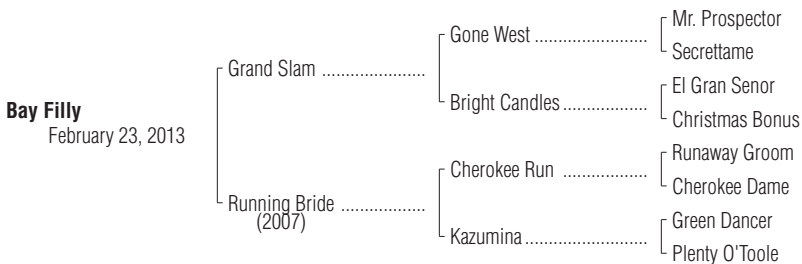 Mr. Prospector
Gone West ........................
Secrettame
Grand Slam ......................
El Gran Senor
Bright Candles..................
Christmas Bonus
Bay Filly
February 23, 2013
Runaway Groom
Cherokee Run ..................
Cherokee Dame
Running Bride ..................
(2007)
Green Dancer
Kazumina..........................
Plenty O'Toole